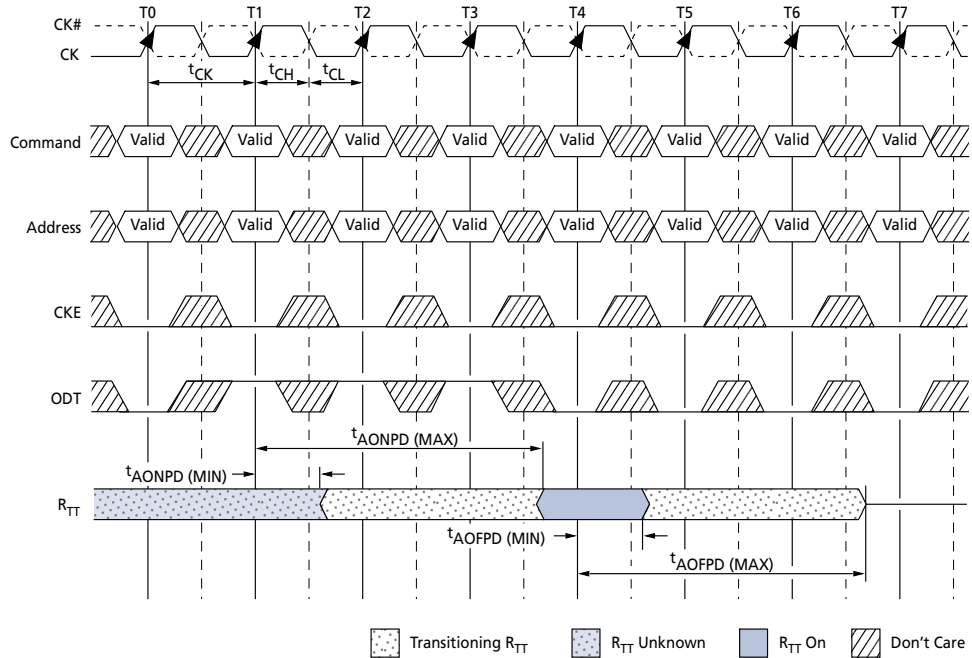 T0 T1 T2 T3 T4 T5 T6 T7
CK#
CK
tCK tCH tCL
Command Valid Valid Valid Valid Valid Valid Valid Valid
Address Valid Valid Valid Valid Valid Valid Valid Valid
CKE
ODT
tAONPD (MAX)
tAONPD (MIN)
RTT
tAOFPD (MIN)
tAOFPD (MAX)
Transitioning RTT RTT Unknown RTT On Don't Care